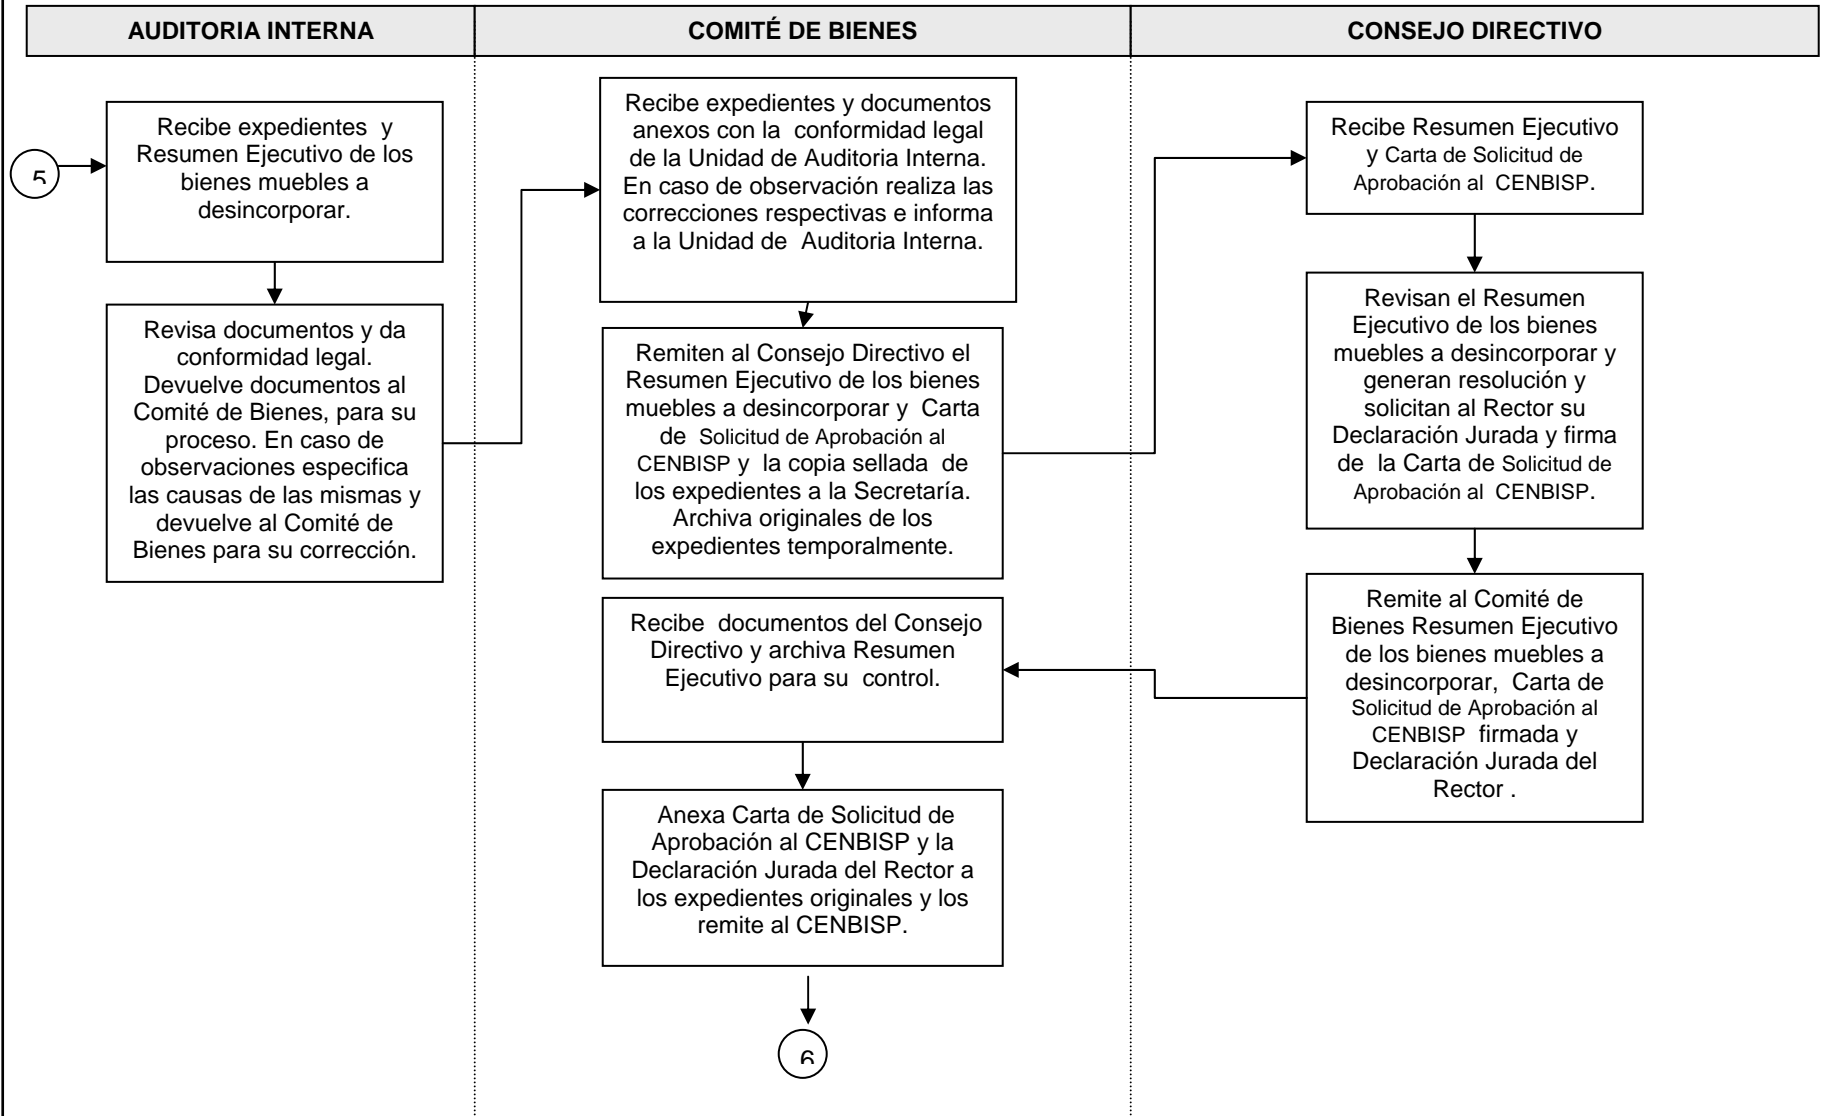 AUDITORIA INTERNA
COMITÉ DE BIENES
CONSEJO DIRECTIVO
5
Recibe expedientes y
Resumen Ejecutivo de los
bienes muebles a
desincorporar.
Revisa documentos y da
conformidad legal.
Devuelve documentos al
Comité de Bienes, para su
proceso. En caso de
observaciones especifica
las causas de las mismas y
devuelve al Comité de
Bienes para su corrección.
Recibe expedientes y documentos
anexos con la conformidad legal
de la Unidad de Auditoria Interna.
En caso de observación realiza las
correcciones respectivas e informa
a la Unidad de Auditoria Interna.
Remiten al Consejo Directivo el
Resumen Ejecutivo de los bienes
muebles a desincorporar y Carta
de Solicitud de Aprobación al
CENBISP y la copia sellada de
los expedientes a la Secretaría.
Archiva originales de los
expedientes temporalmente.
Recibe documentos del Consejo
Directivo y archiva Resumen
Ejecutivo para su control.
Anexa Carta de Solicitud de
Aprobación al CENBISP y la
Declaración Jurada del Rector a
los expedientes originales y los
remite al CENBISP.
6
Recibe Resumen Ejecutivo
y Carta de Solicitud de
Aprobación al CENBISP.
Revisan el Resumen
Ejecutivo de los bienes
muebles a desincorporar y
generan resolución y
solicitan al Rector su
Declaración Jurada y firma
de la Carta de Solicitud de
Aprobación al CENBISP.
Remite al Comité de
Bienes Resumen Ejecutivo
de los bienes muebles a
desincorporar, Carta de
Solicitud de Aprobación al
CENBISP firmada y
Declaración Jurada del
Rector .